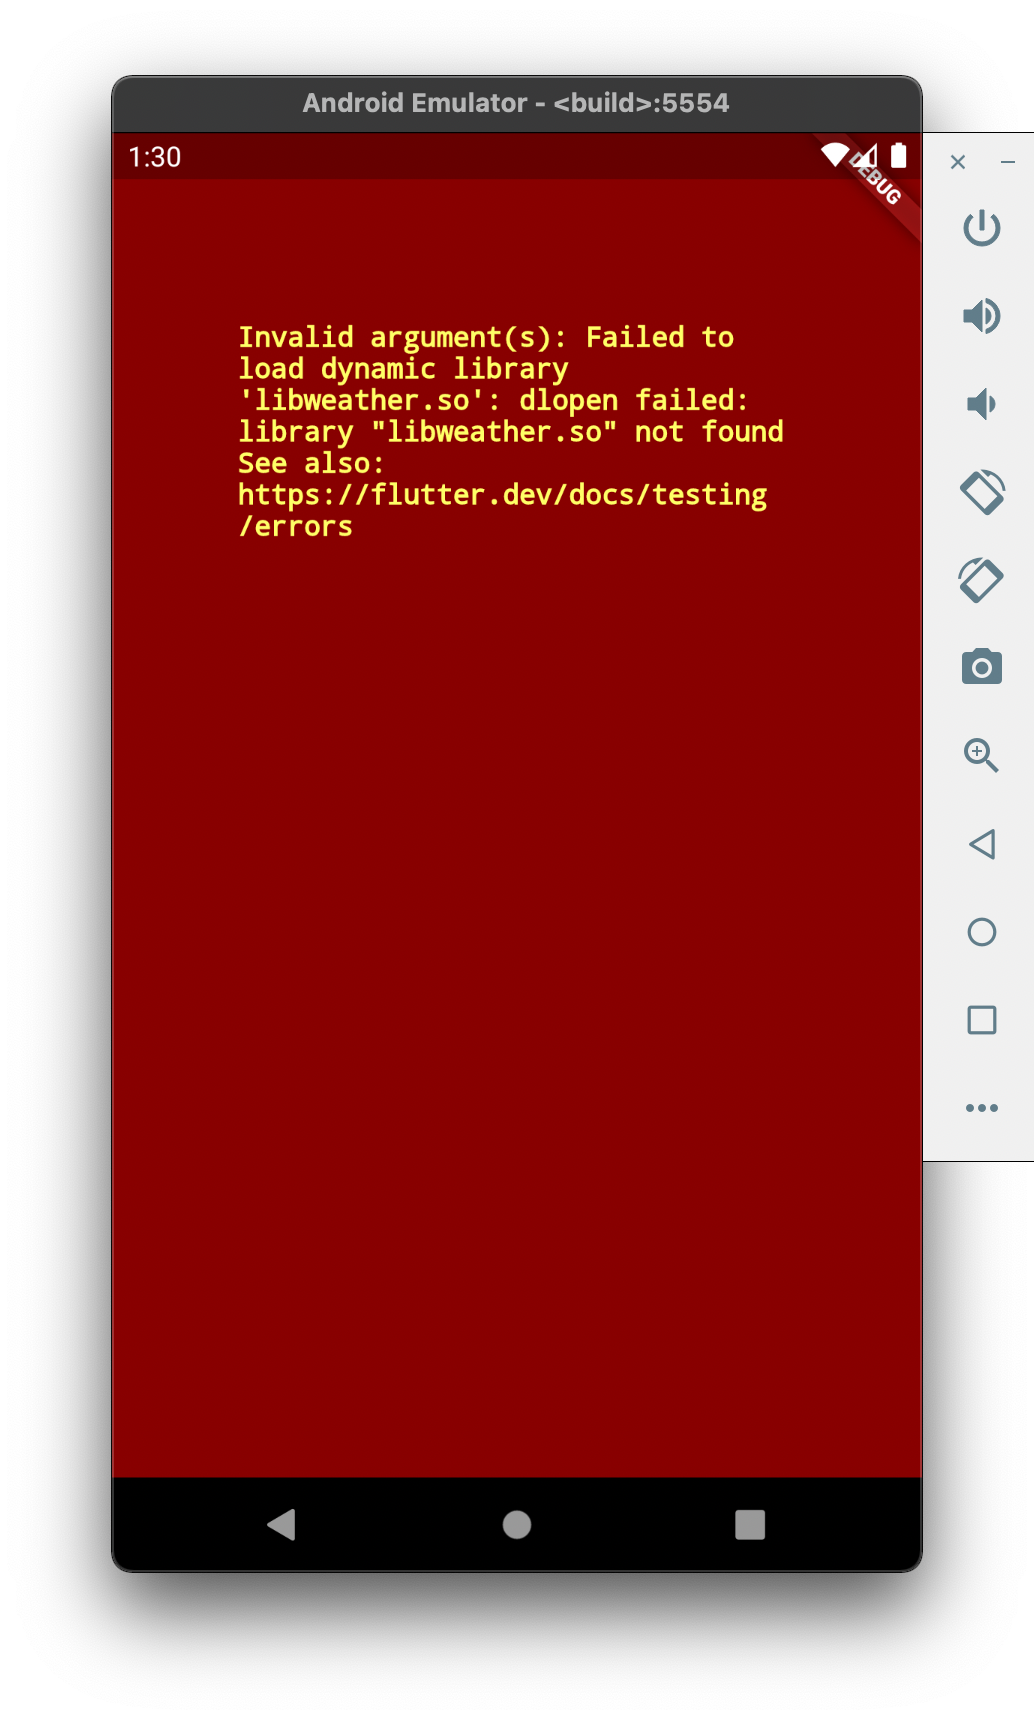 Android Emulator - <build>:5554
1:30
DEBUG
Invalid argument(s): Failed to
load dynamic library
'libweather.so': dlopen failed:
library "libweather.so" not found
See also:
https://flutter.dev/docs/testing
/errors